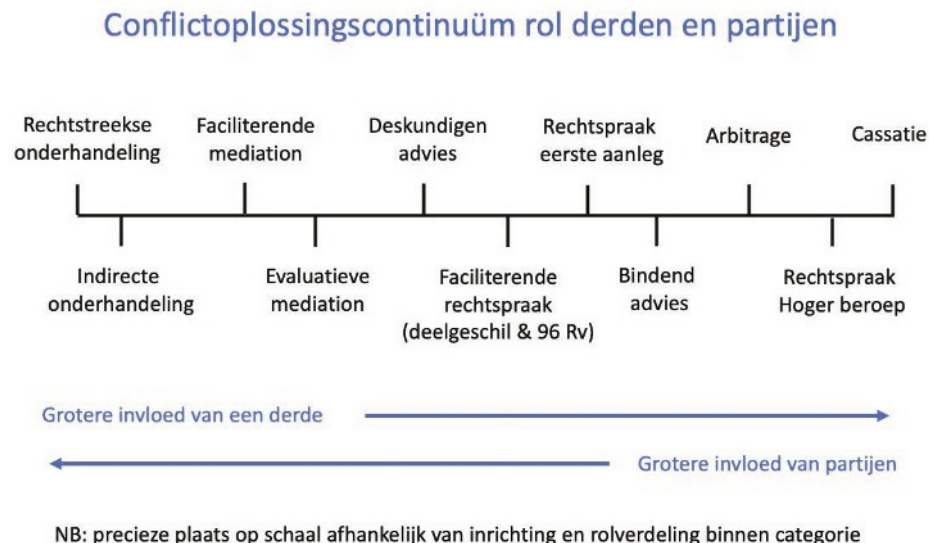 Conflictoplossingscontinuüm rol derden en partijen
Rechtstreekse
onderhandeling
Faciliterende
mediation
Deskundigen
advies
Rechtspraak
eerste aanleg
Arbitrage
Cassatie
Indirecte
onderhandeling
Evaluatieve
mediation
Faciliterende
rechtspraak
(deelgeschil & 96 Rv)
Bindend
advies
Rechtspraak
Hoger beroep
Grotere invloed van een derde
Grotere invloed van partijen
NB: precieze plaats op schaal afhankelijk van inrichting en rolverdeling binnen categorie